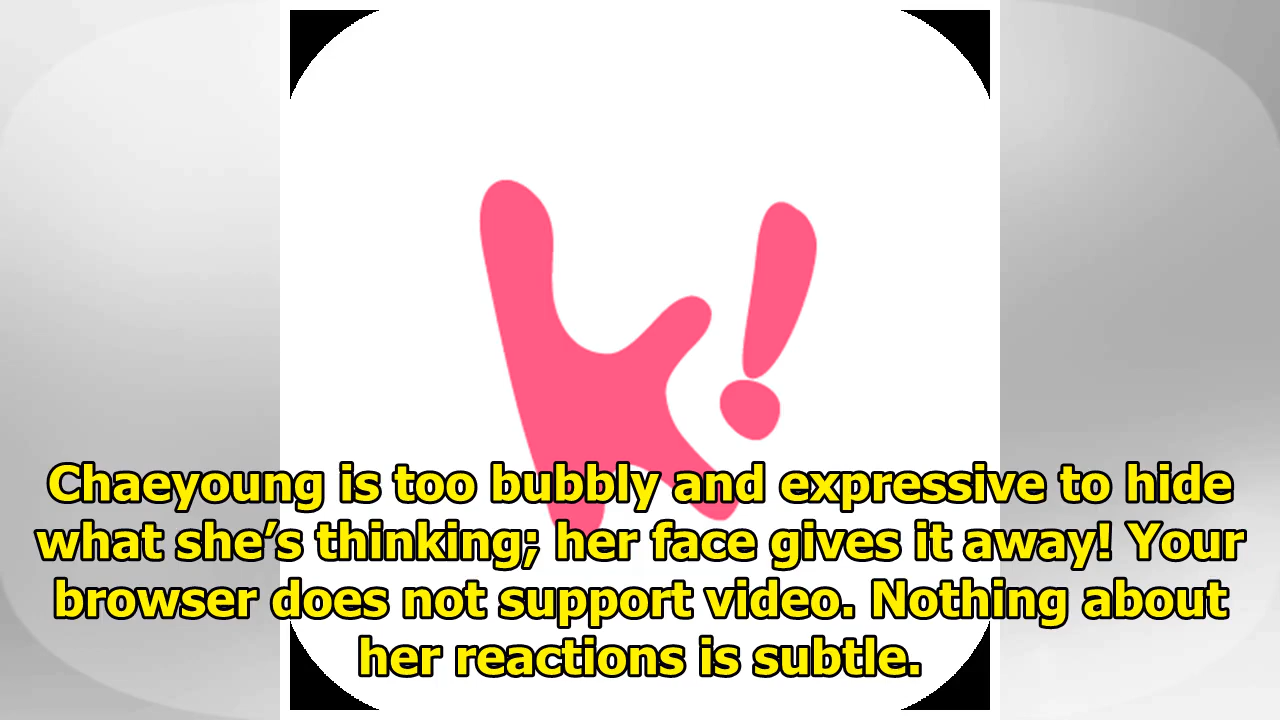 K!
Chaeyoung is too bubbly and expressive to hide
what she’s thinking; her face gives it away! Your
browser does not support video. Nothing about
her reactions is subtle.